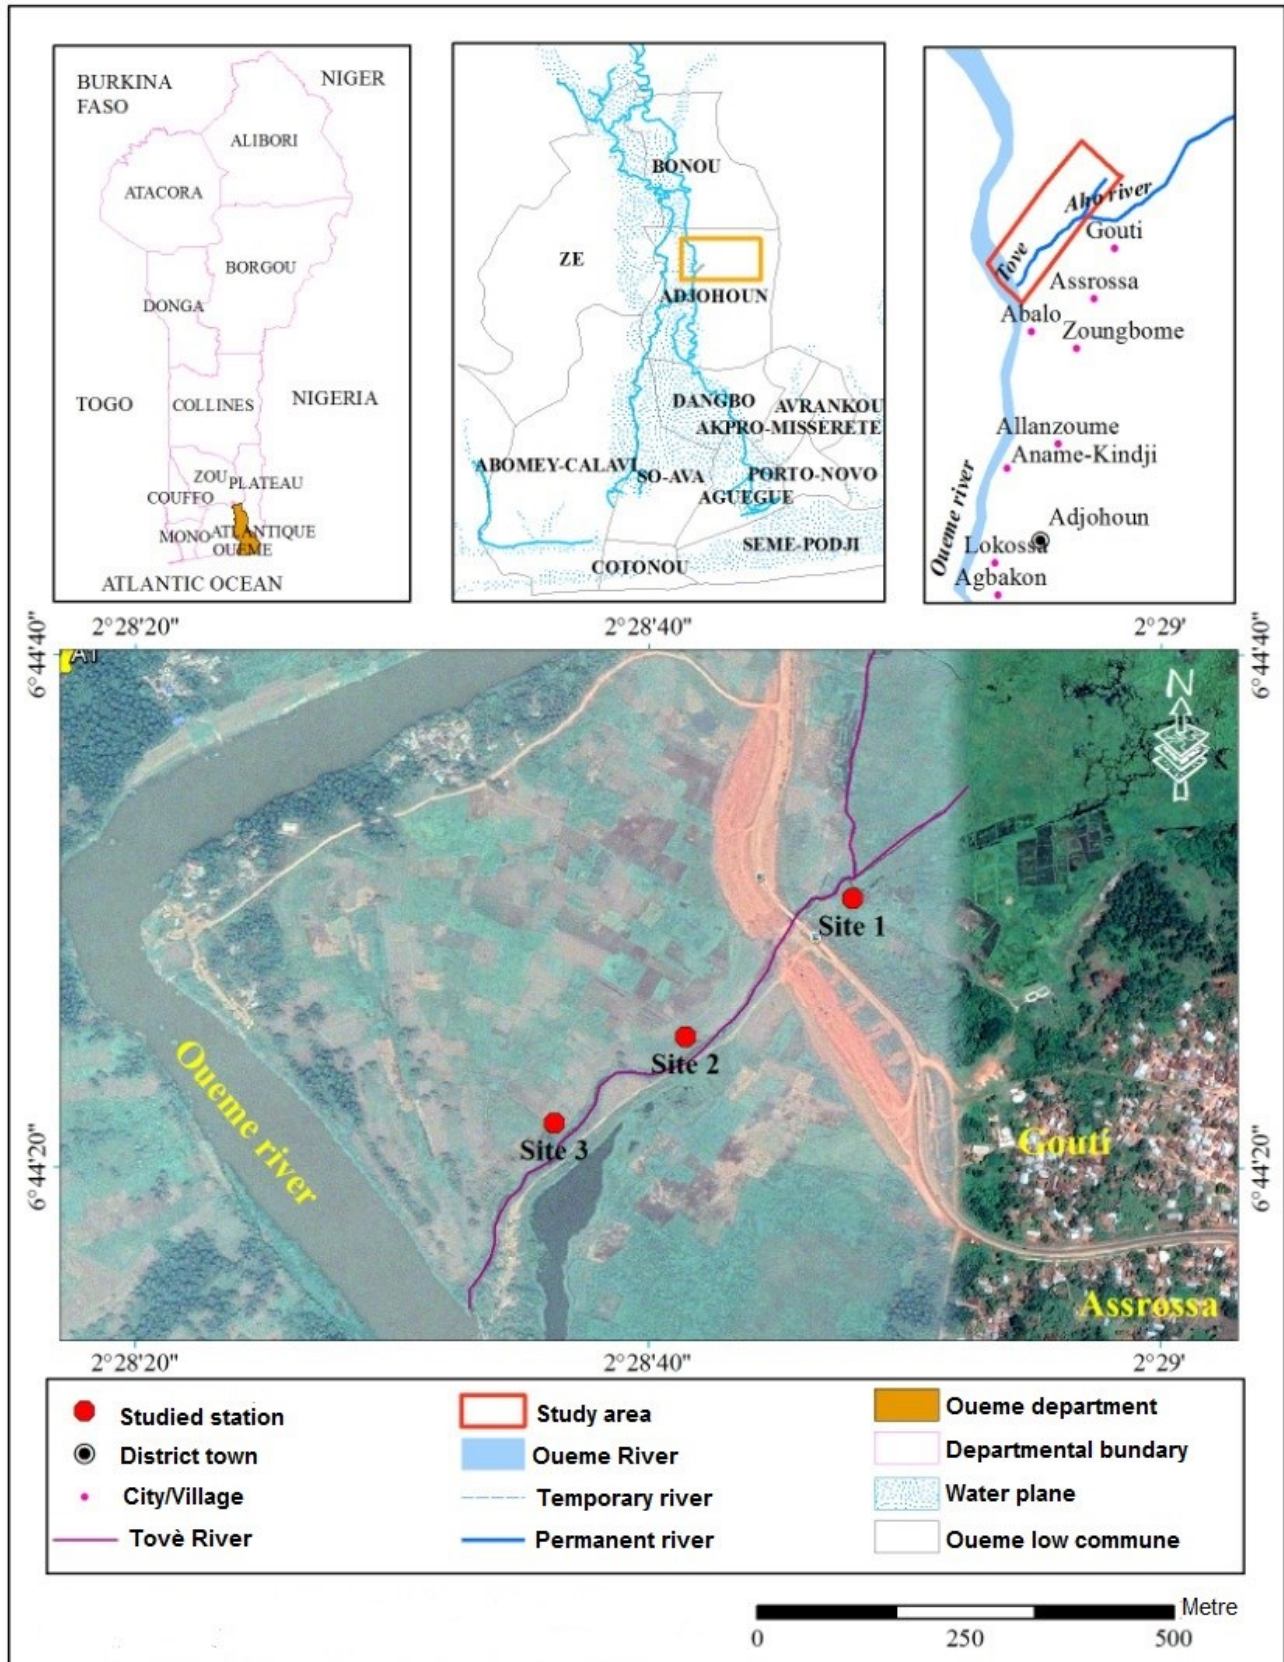 BURKINA
FASO
NIGER
ALIBORI
ATACORA
BORGOU
DONGA
TOGO
COLLINES
NIGERIA
ZOU
PLATEAU
COUFFO
MONO
ATLANTIQUE
OUEME
ATLANTIC OCEAN
BONOU
ZE
ADJOHOUN
DANGBO
AVRANKOU
AKPRO-MISSERETE
ABOMEY-CALAVI
SO-AVA
PORTO-NOVO
AGUEGUE
SEME-PODJI
COTONOU
Aho river
Gouti
Tove
Assrossa
Abalo
Zoungbome
Allanzoume
Aname-Kindji
Oueme river
Adjohoun
Lokossa
Agbakon
2°28'20"
2°28'40"
2°29'
6°44'40"
6°44'40"
A1
N
Site 1
Site 2
Site 3
Oueme river
Gouti
Assrossa
6°44'20"
6°44'20"
2°28'20"
2°28'40"
2°29'
Studied station
District town
City/Village
Tovè River
Study area
Oueme River
Temporary river
Permanent river
Oueme department
Departmental bundary
Water plane
Oueme low commune
Metre
0 250 500